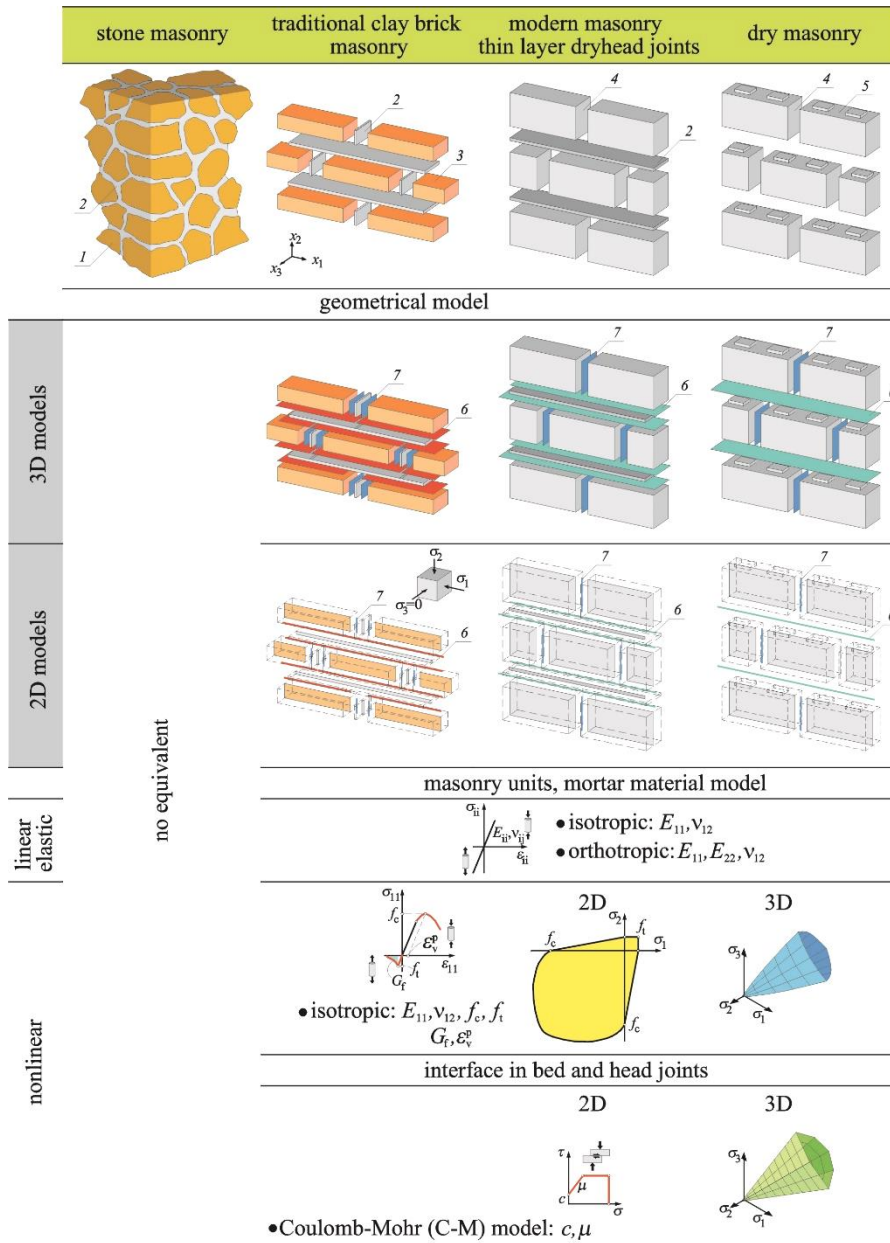 stone masonry
traditional clay brick
masonry
modern masonry
thin layer dryhead joints
dry masonry
2
1
2
3
x2
x1
x3
4
2
4
5
geometrical model
3D models
7
6
7
6
7
2D models
σ2
σ1
σ3=0
7
6
7
6
7
no equivalent
masonry units, mortar material model
linear
elastic
σii
Eii,νij
εii
●isotropic: E11,ν12
●orthotropic: E11, E22, ν12
nonlinear
σ11
fc
εvp
ft
ε11
Gf
●isotropic: E11,ν12, fc, ft
Gf,εvp
2D
σ2
ft
fc
σ1
fc
3D
σ3
σ2
σ1
interface in bed and head joints
2D
3D
τ
μ
c
σ
σ3
σ2
σ1
●Coulomb-Mohr (C-M) model: c,μ